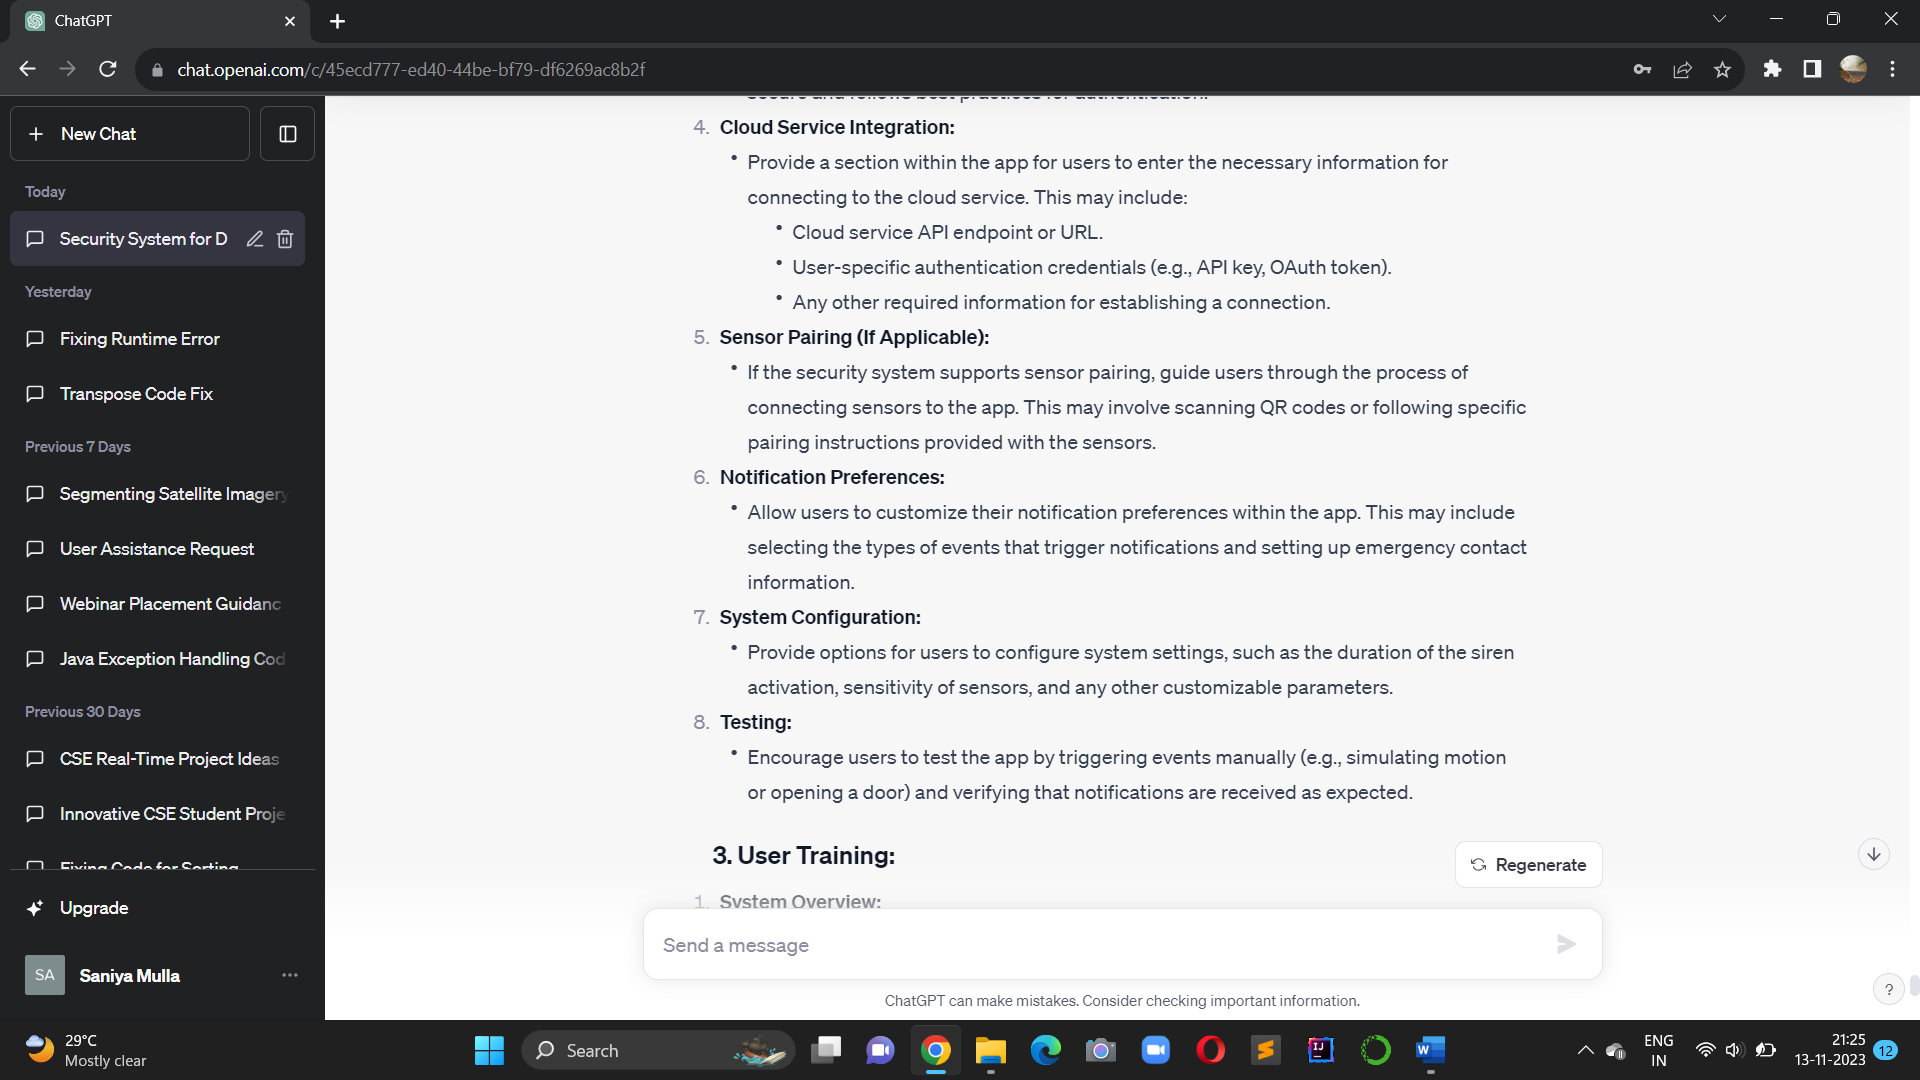 ChatGPT
chat.openai.com/c/45ecd777-ed40-44be-bf79-df6269ac8b2f
New Chat
Today
Security System for D
Yesterday
Fixing Runtime Error
Transpose Code Fix
Previous 7 Days
Segmenting Satellite Imagery
User Assistance Request
Webinar Placement Guidanc
Java Exception Handling Cod
Previous 30 Days
CSE Real-Time Project Ideas
Innovative CSE Student Proje
Fixing Code for Sorting
Upgrade
SA Saniya Mulla
secure and follows best practices for authentication.
4. Cloud Service Integration:
• Provide a section within the app for users to enter the necessary information for
connecting to the cloud service. This may include:
• Cloud service API endpoint or URL.
• User-specific authentication credentials (e.g., API key, OAuth token).
• Any other required information for establishing a connection.
5. Sensor Pairing (If Applicable):
• If the security system supports sensor pairing, guide users through the process of
connecting sensors to the app. This may involve scanning QR codes or following specific
pairing instructions provided with the sensors.
6. Notification Preferences:
• Allow users to customize their notification preferences within the app. This may include
selecting the types of events that trigger notifications and setting up emergency contact
information.
7. System Configuration:
• Provide options for users to configure system settings, such as the duration of the siren
activation, sensitivity of sensors, and any other customizable parameters.
8. Testing:
• Encourage users to test the app by triggering events manually (e.g., simulating motion
or opening a door) and verifying that notifications are received as expected.
3. User Training:
Regenerate
1. System Overview:
Send a message
ChatGPT can make mistakes. Consider checking important information.
?
29°C
Mostly clear
Search
IJ
W
ENG
IN
21:25
13-11-2023
12